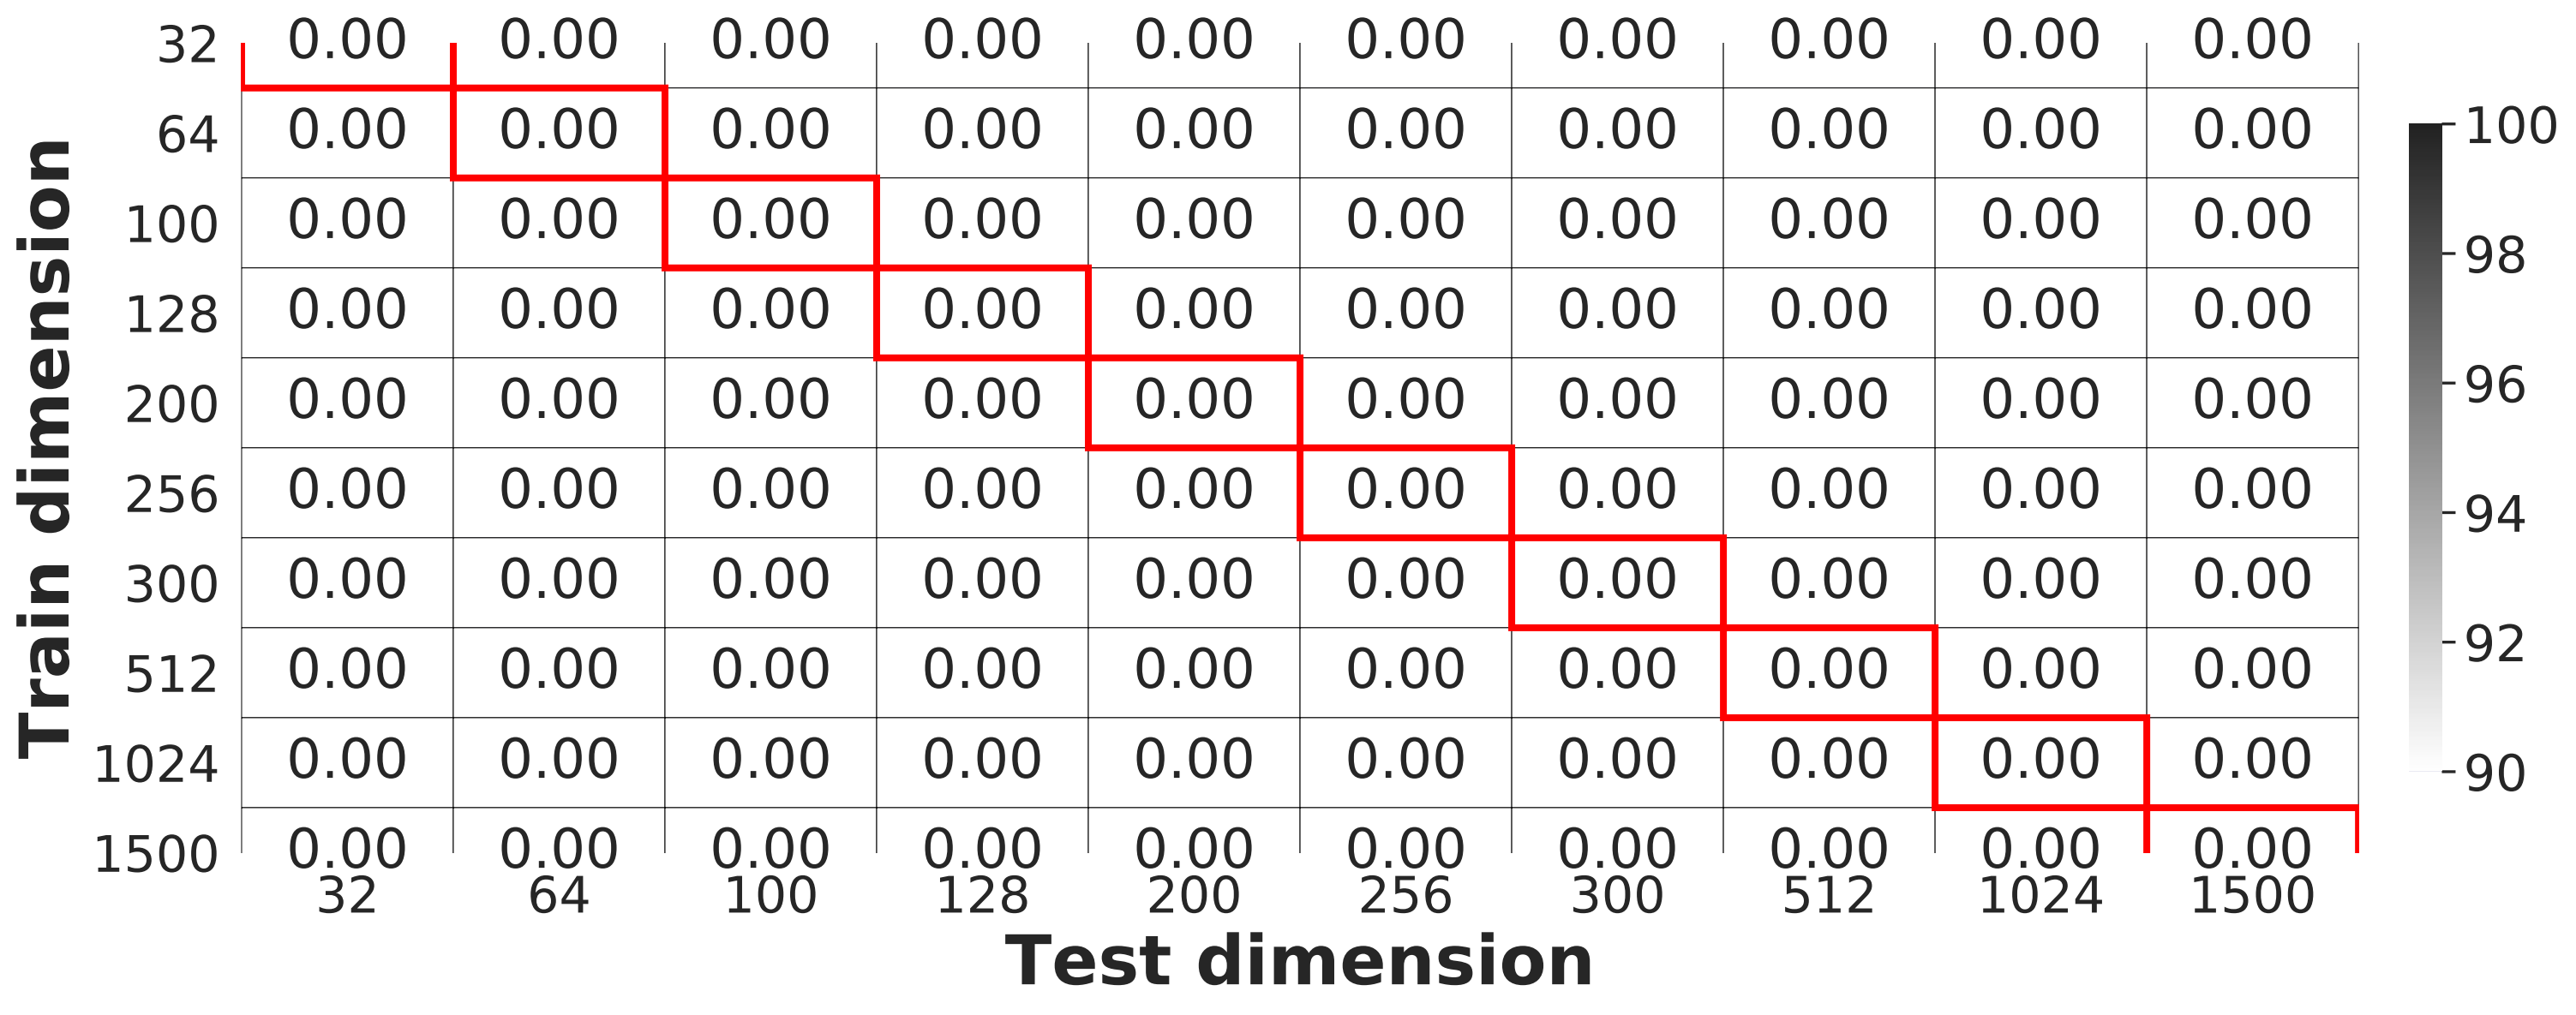 32 0.00 0.00 0.00 0.00 0.00 0.00 0.00 0.00 0.00 0.00
64 0.00 0.00 0.00 0.00 0.00 0.00 0.00 0.00 0.00 0.00
100 0.00 0.00 0.00 0.00 0.00 0.00 0.00 0.00 0.00 0.00
128 0.00 0.00 0.00 0.00 0.00 0.00 0.00 0.00 0.00 0.00
200 0.00 0.00 0.00 0.00 0.00 0.00 0.00 0.00 0.00 0.00
256 0.00 0.00 0.00 0.00 0.00 0.00 0.00 0.00 0.00 0.00
300 0.00 0.00 0.00 0.00 0.00 0.00 0.00 0.00 0.00 0.00
512 0.00 0.00 0.00 0.00 0.00 0.00 0.00 0.00 0.00 0.00
1024 0.00 0.00 0.00 0.00 0.00 0.00 0.00 0.00 0.00 0.00
1500 0.00 0.00 0.00 0.00 0.00 0.00 0.00 0.00 0.00 0.00
32 64 100 128 200 256 300 512 1024 1500
Test dimension
Train dimension
100
98
96
94
92
90